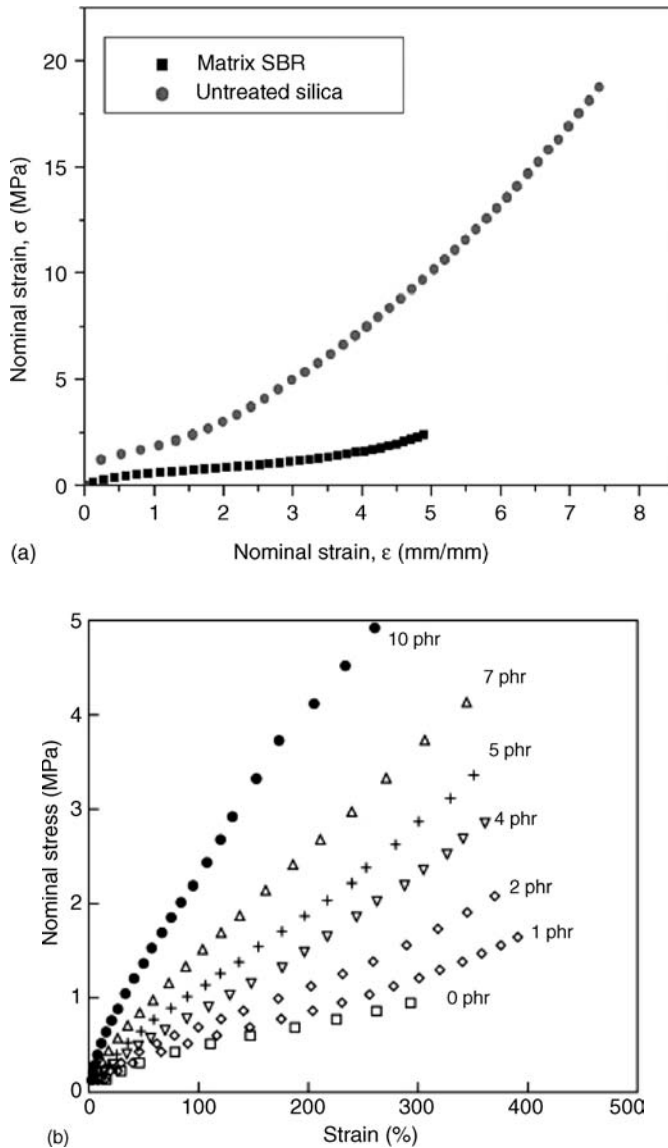 20
Matrix SBR
Untreated silica
15
Nominal strain, σ (MPa)
10
5
0
0 1 2 3 4 5 6 7 8
(a) Nominal strain, ε (mm/mm)
5
10 phr
7 phr
4
5 phr
4 phr
Nominal stress (MPa)
3
2
2 phr
1 phr
1
0 phr
0
0 100 200 300 400 500
(b) Strain (%)